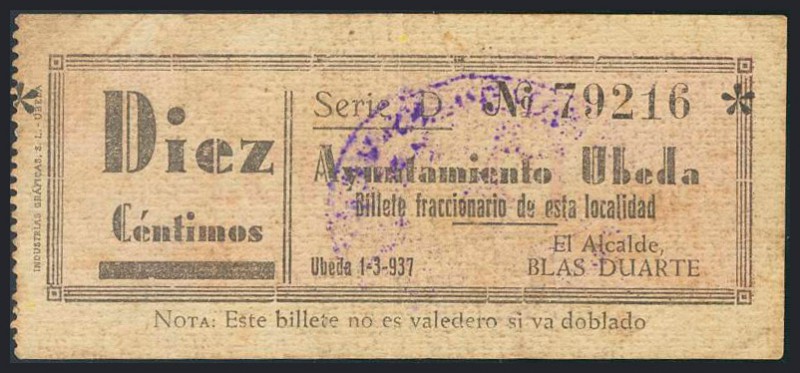 Diez
Céntimos
Serie D № 79216
Ayuntamiento Ubeda
Billete fraccionario de esta localidad
Ubeda 1-3-937
El Alcalde,
BLAS DUARTE
NOTA: Este billete no es valedero si va doblado
INDUSTRIAS GRÁFICAS, S. L.-UBEDA